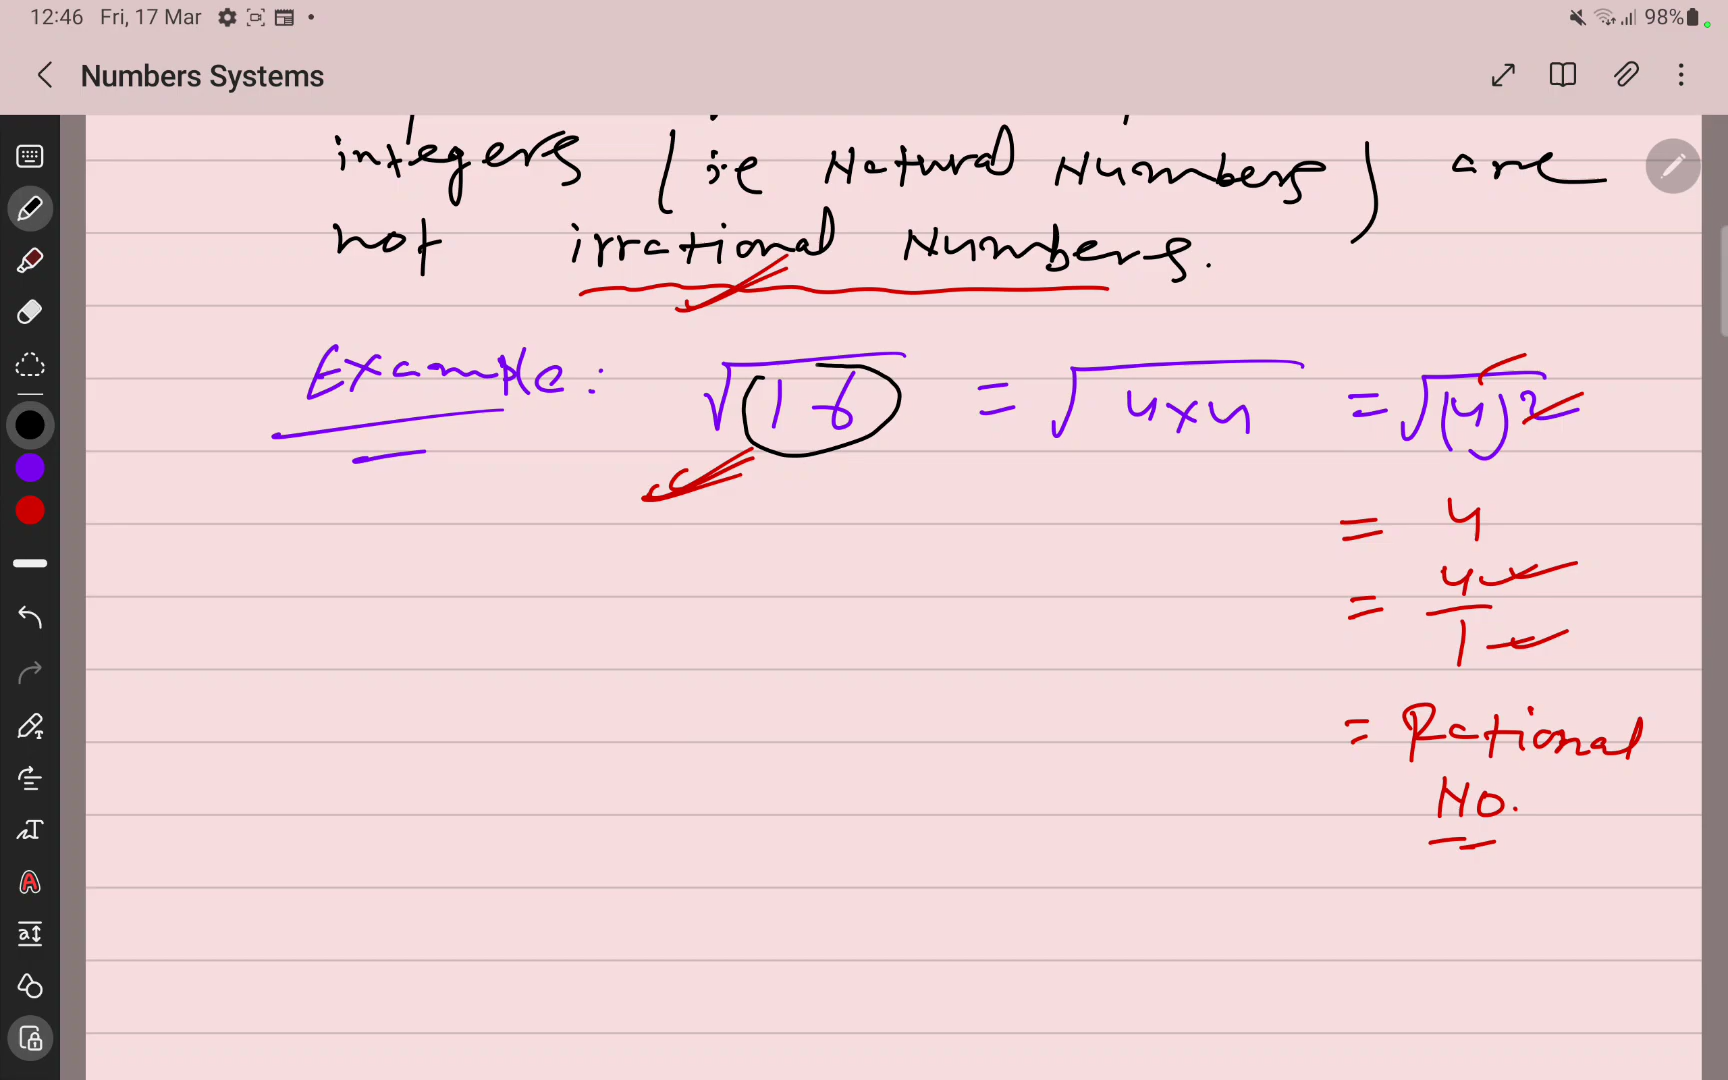 12:46 Fri, 17 Mar 98%
Numbers Systems
integers (ie Natural Numbers) are
not irrational Numbers.
Example: √16 = √4×4 = √(4)2
= 4
= 4/1
= Rational
No.